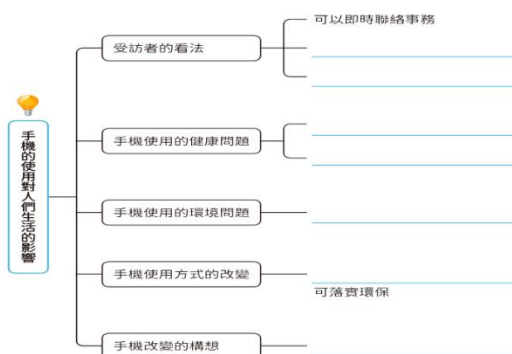 可以即時聯絡事務
受訪者的看法
手機的使用對人們生活的影響
手機使用的健康問題
手機使用的環境問題
手機使用方式的改變
可落實環保
手機改變的構想